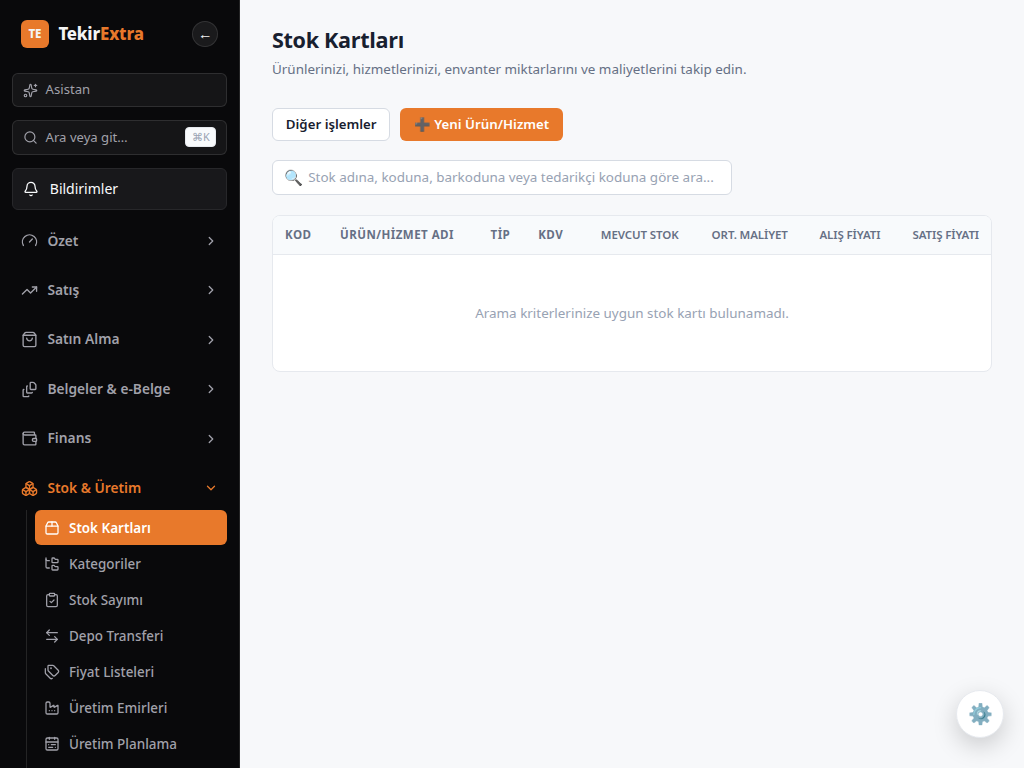 TE TekirExtra ←
Asistan
Ara veya git... ⌘K
Bildirimler
Özet
Satış
Satın Alma
Belgeler & e-Belge
Finans
Stok & Üretim
Stok Kartları
Kategoriler
Stok Sayımı
Depo Transferi
Fiyat Listeleri
Üretim Emirleri
Üretim Planlama
Stok Kartları
Ürünlerinizi, hizmetlerinizi, envanter miktarlarını ve maliyetlerini takip edin.
Diğer işlemler ➕ Yeni Ürün/Hizmet
🔍 Stok adına, koduna, barkoduna veya tedarikçi koduna göre ara...
KOD ÜRÜN/HİZMET ADI TİP KDV MEVCUT STOK ORT. MALİYET ALIŞ FİYATI SATIŞ FİYATI
Arama kriterlerinize uygun stok kartı bulunamadı.